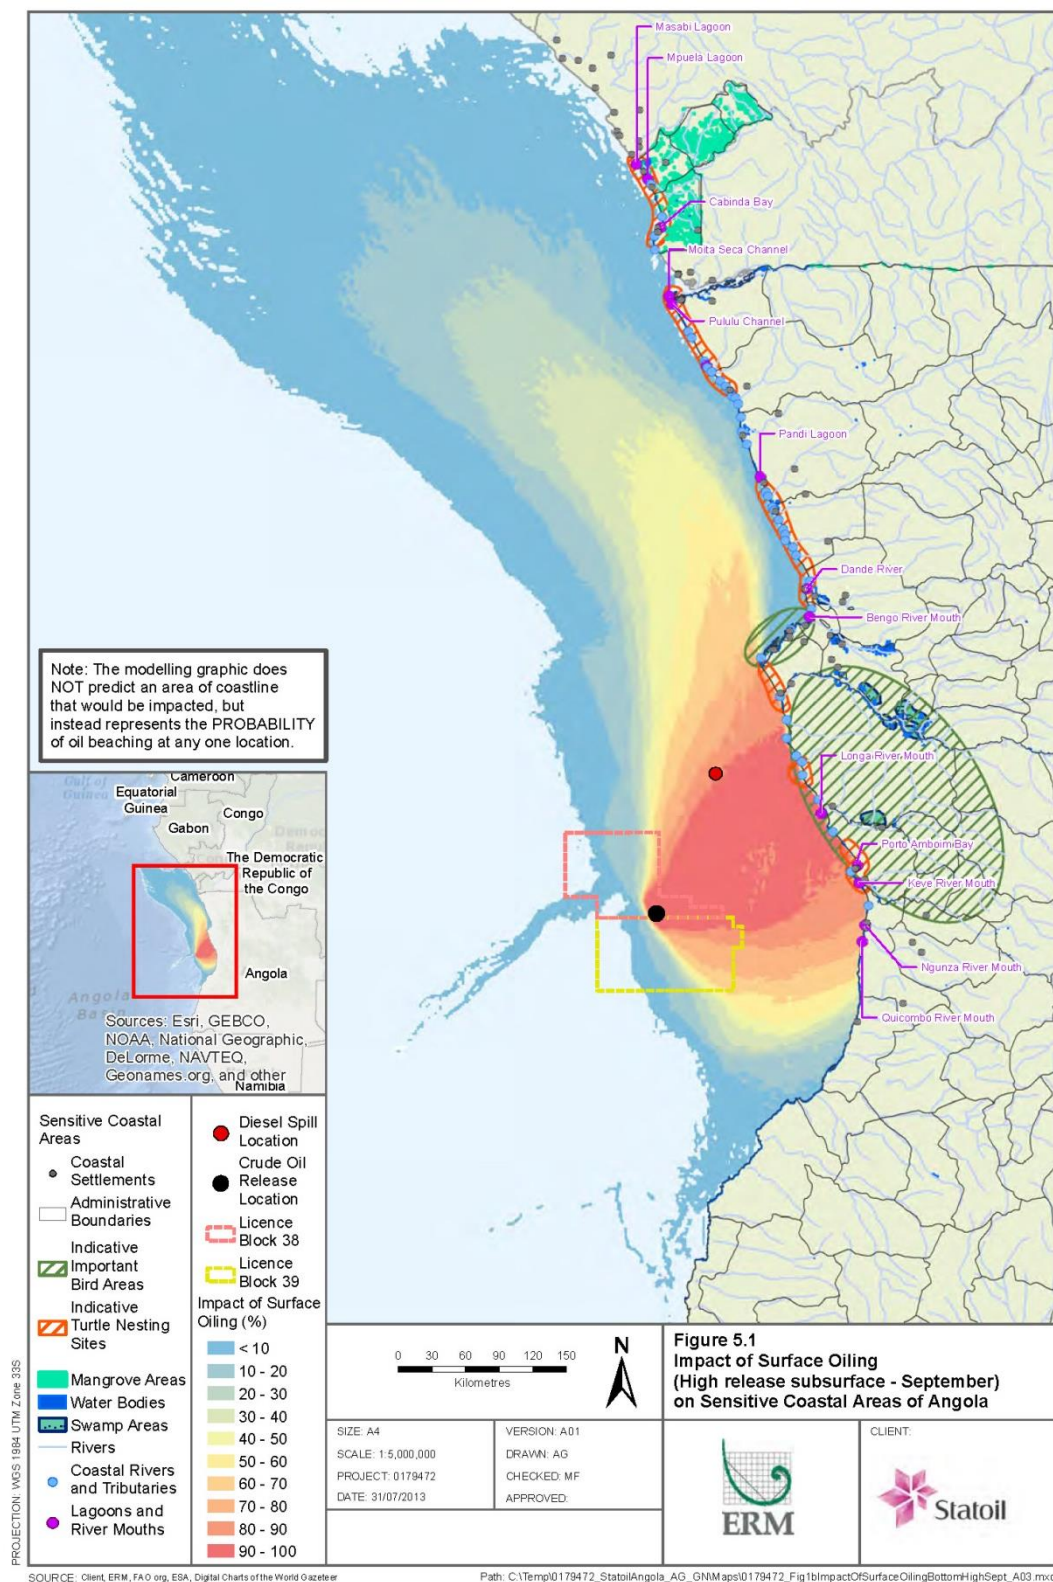 Masabi Lagoon
Mpuela Lagoon
Cabinda Bay
Moita Seca Channel
Pululu Channel
Pandi Lagoon
Dande River
Bengo River Mouth
Note: The modelling graphic does
NOT predict an area of coastline
that would be impacted, but
instead represents the PROBABILITY
of oil beaching at any one location.
Longa River Mouth
Porto Amboim Bay
Keve River Mouth
Ngunza River Mouth
Quicombo River Mouth
Cameroon
Gulf of
Guinea
Equatorial
Guinea
Gabon
Congo
The Democratic
Republic of
the Congo
Angola
Angola
Basin
Sources: Esri, GEBCO,
NOAA, National Geographic,
DeLorme, NAVTEQ,
Geonames.org, and other
Namibia
Sensitive Coastal
Areas
Coastal
Settlements
Administrative
Boundaries
Indicative
Important
Bird Areas
Indicative
Turtle Nesting
Sites
Mangrove Areas
Water Bodies
Swamp Areas
Rivers
Coastal Rivers
and Tributaries
Lagoons and
River Mouths
Diesel Spill
Location
Crude Oil
Release
Location
Licence
Block 38
Licence
Block 39
Impact of Surface
Oiling (%)
< 10
10 - 20
20 - 30
30 - 40
40 - 50
50 - 60
60 - 70
70 - 80
80 - 90
90 - 100
0 30 60 90 120 150
Kilometres
N
Figure 5.1
Impact of Surface Oiling
(High release subsurface - September)
on Sensitive Coastal Areas of Angola
SIZE: A4
SCALE: 1:5,000,000
PROJECT: 0179472
DATE: 31/07/2013
VERSION: A01
DRAWN: AG
CHECKED: MF
APPROVED:
ERM
CLIENT:
Statoil
PROJECTION: WGS 1984 UTM Zone 33S
SOURCE: Client, ERM, FAO org, ESA, Digital Charts of the World Gazeteer
Path: C:\Temp\0179472_StatoilAngola_AG_GN\Maps\0179472_Fig1bImpactOfSurfaceOilingBottomHighSept_A03.mxd